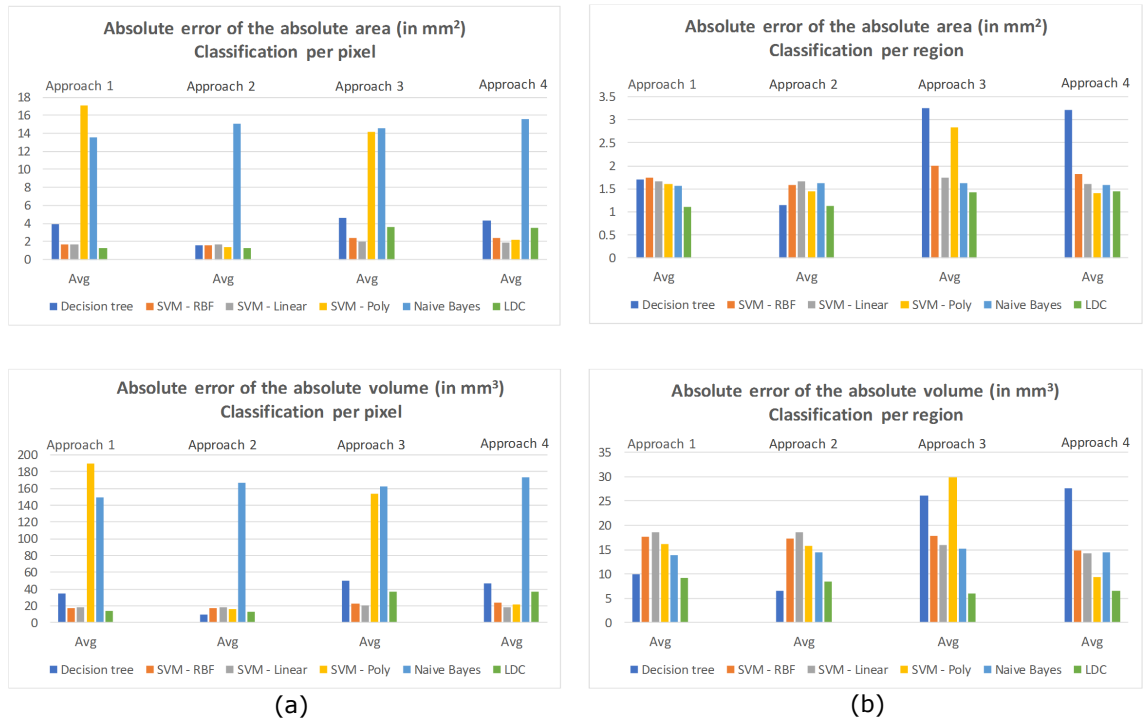 Absolute error of the absolute area (in mm²)
Classification per pixel
Approach 1 Approach 2 Approach 3 Approach 4
18
16
14
12
10
8
6
4
2
0
Avg Avg Avg Avg
Decision tree SVM - RBF SVM - Linear SVM - Poly Naive Bayes LDC
Absolute error of the absolute area (in mm²)
Classification per region
Approach 1 Approach 2 Approach 3 Approach 4
3.5
3
2.5
2
1.5
1
0.5
0
Avg Avg Avg Avg
Decision tree SVM - RBF SVM - Linear SVM - Poly Naive Bayes LDC
Absolute error of the absolute volume (in mm³)
Classification per pixel
Approach 1 Approach 2 Approach 3 Approach 4
200
180
160
140
120
100
80
60
40
20
0
Avg Avg Avg Avg
Decision tree SVM - RBF SVM - Linear SVM - Poly Naive Bayes LDC
Absolute error of the absolute volume (in mm³)
Classification per region
Approach 1 Approach 2 Approach 3 Approach 4
35
30
25
20
15
10
5
0
Avg Avg Avg Avg
Decision tree SVM - RBF SVM - Linear SVM - Poly Naive Bayes LDC
(a) (b)